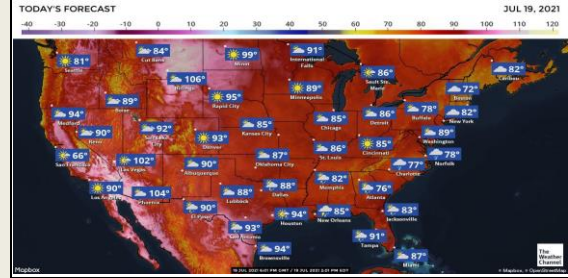 TODAY'S FORECAST
JUL 19, 2021
-40 -30 -20 -10 0 10 20 30 40 50 60 70 80 90 100 110 120
81° Seattle
84° Cut Bank
99° Minot
91° International Falls
82° Caribou
106° Billings
86° Sault Ste. Marie
72° Boston
95° Rapid City
89° Minneapolis
94° Medford
89° Boise
85° Chicago
86° Detroit
78° Buffalo
82° New York
90° Reno
92°
93° Denver
85° Kansas City
86° St. Louis
85° Cincinnati
89° Washington
78° Norfolk
66° San Francisco
102° Las Vegas
90° Albuquerque
87° Oklahoma City
82° Memphis
77° Charlotte
90° Los Angeles
104° Phoenix
88° Lubbock
88° Dallas
76° Atlanta
90° El Paso
94° Houston
85° New Orleans
83° Jacksonville
93° San Antonio
91° Tampa
94° Brownsville
87° Miami
The Weather Channel
Mapbox
© Mapbox, © OpenStreetMap